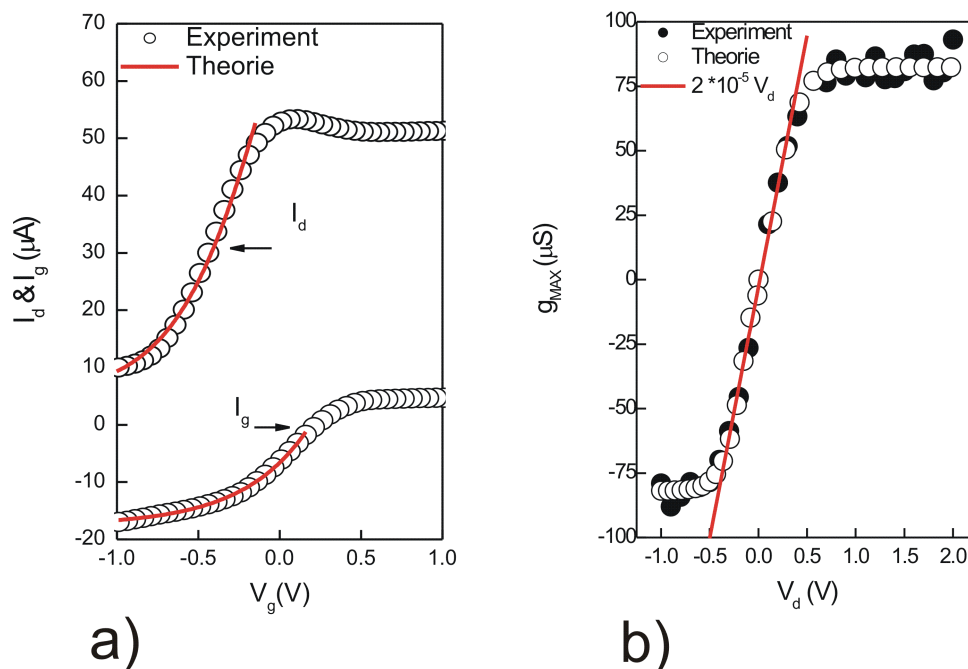 a)
70
60
50
40
30
20
10
0
-10
-20
I_d & I_g (µA)
Experiment
Theorie
I_d
I_g
-1.0 -0.5 0.0 0.5 1.0
V_g(V)
b)
100
75
50
25
0
-25
-50
-75
-100
g_MAX (µS)
Experiment
Theorie
2 *10^-5 V_d
-1.0 -0.5 0.0 0.5 1.0 1.5 2.0
V_d (V)